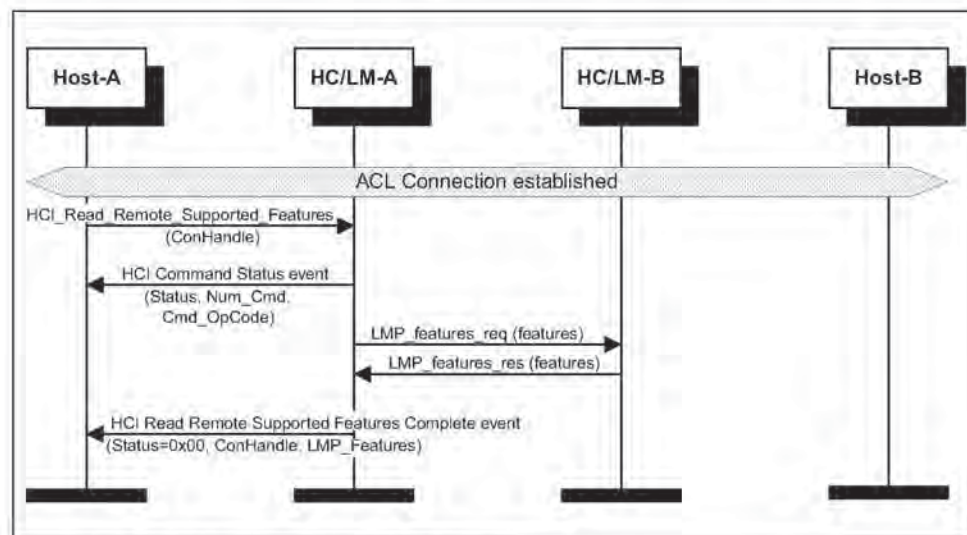 Host-A
HC/LM-A
HC/LM-B
Host-B
ACL Connection established
HCI_Read_Remote_Supported_Features
(ConHandle)
HCI Command Status event
(Status, Num_Cmd,
Cmd_OpCode)
LMP_features_req (features)
LMP_features_res (features)
HCI Read Remote Supported Features Complete event
(Status=0x00, ConHandle, LMP_Features)